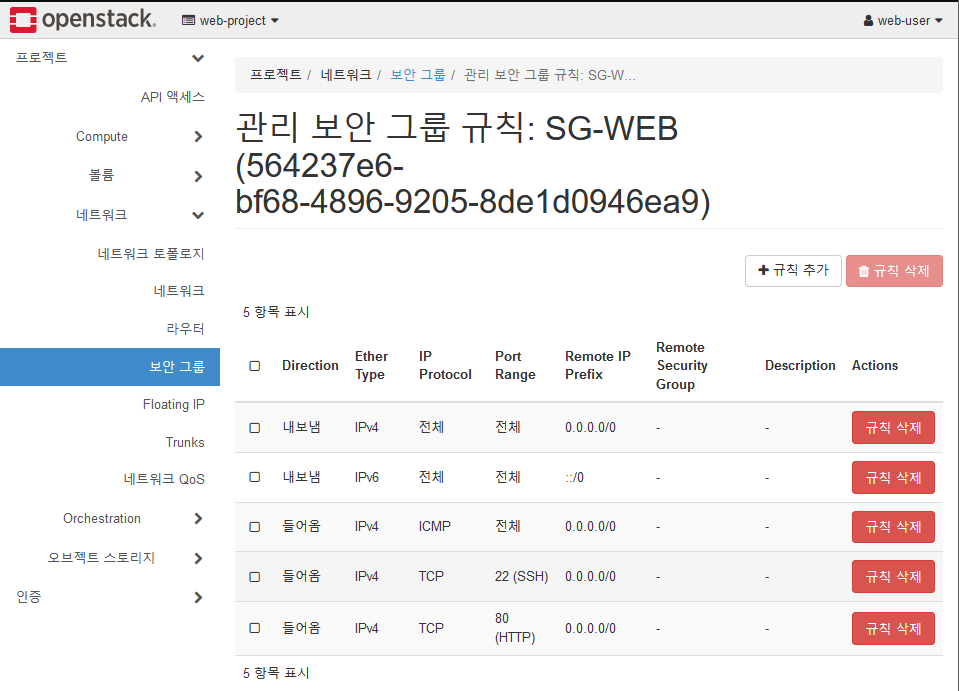 openstack.
web-project
web-user
프로젝트
API 액세스
Compute
볼륨
네트워크
네트워크 토폴로지
네트워크
라우터
보안 그룹
Floating IP
Trunks
네트워크 QoS
Orchestration
오브젝트 스토리지
인증
프로젝트 / 네트워크 / 보안 그룹 / 관리 보안 그룹 규칙: SG-W...
관리 보안 그룹 규칙: SG-WEB
(564237e6-
bf68-4896-9205-8de1d0946ea9)
규칙 추가 규칙 삭제
5 항목 표시
Direction Ether Type IP Protocol Port Range Remote IP Prefix Remote Security Group Description Actions
내보냄 IPv4 전체 전체 0.0.0.0/0 - - 규칙 삭제
내보냄 IPv6 전체 전체 ::/0 - - 규칙 삭제
들어옴 IPv4 ICMP 전체 0.0.0.0/0 - - 규칙 삭제
들어옴 IPv4 TCP 22 (SSH) 0.0.0.0/0 - - 규칙 삭제
들어옴 IPv4 TCP 80 (HTTP) 0.0.0.0/0 - - 규칙 삭제
5 항목 표시